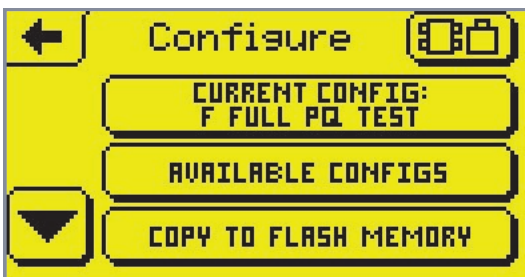 Configure
CURRENT CONFIG:
F FULL PQ TEST
AVAILABLE CONFIGS
COPY TO FLASH MEMORY